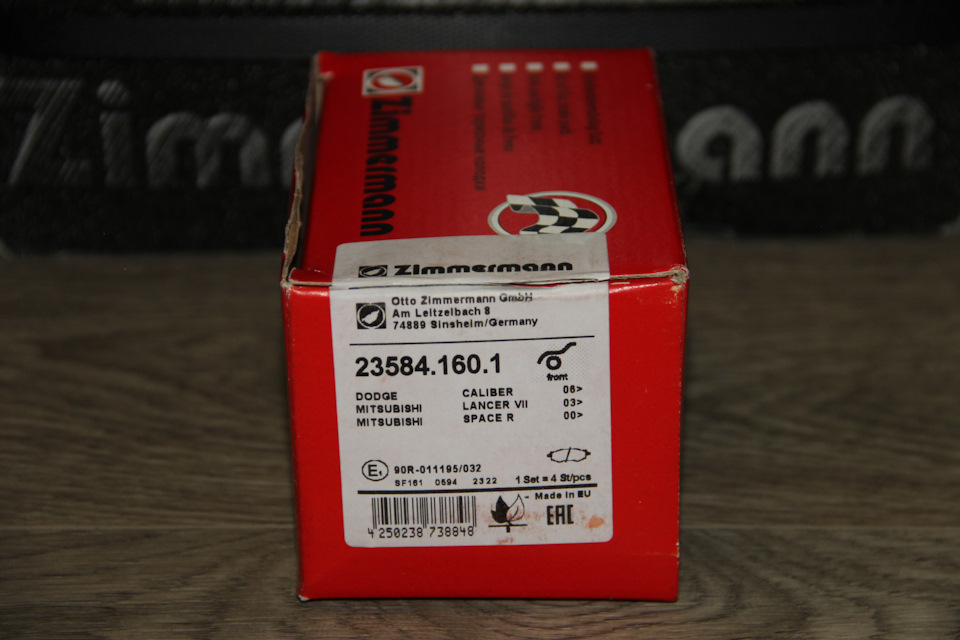 Zimmermann
Zimmermann
Zimmermann
Otto Zimmermann GmbH
Am Leitzelbach 8
74889 Sinsheim/Germany
23584.160.1
front
DODGE CALIBER 06>
MITSUBISHI LANCER VII 03>
MITSUBISHI SPACE R 00>
E1 90R-011195/032
SF161 0594 2322 1 Set = 4 St/pcs
Made in EU
EAC
4 250238 738848